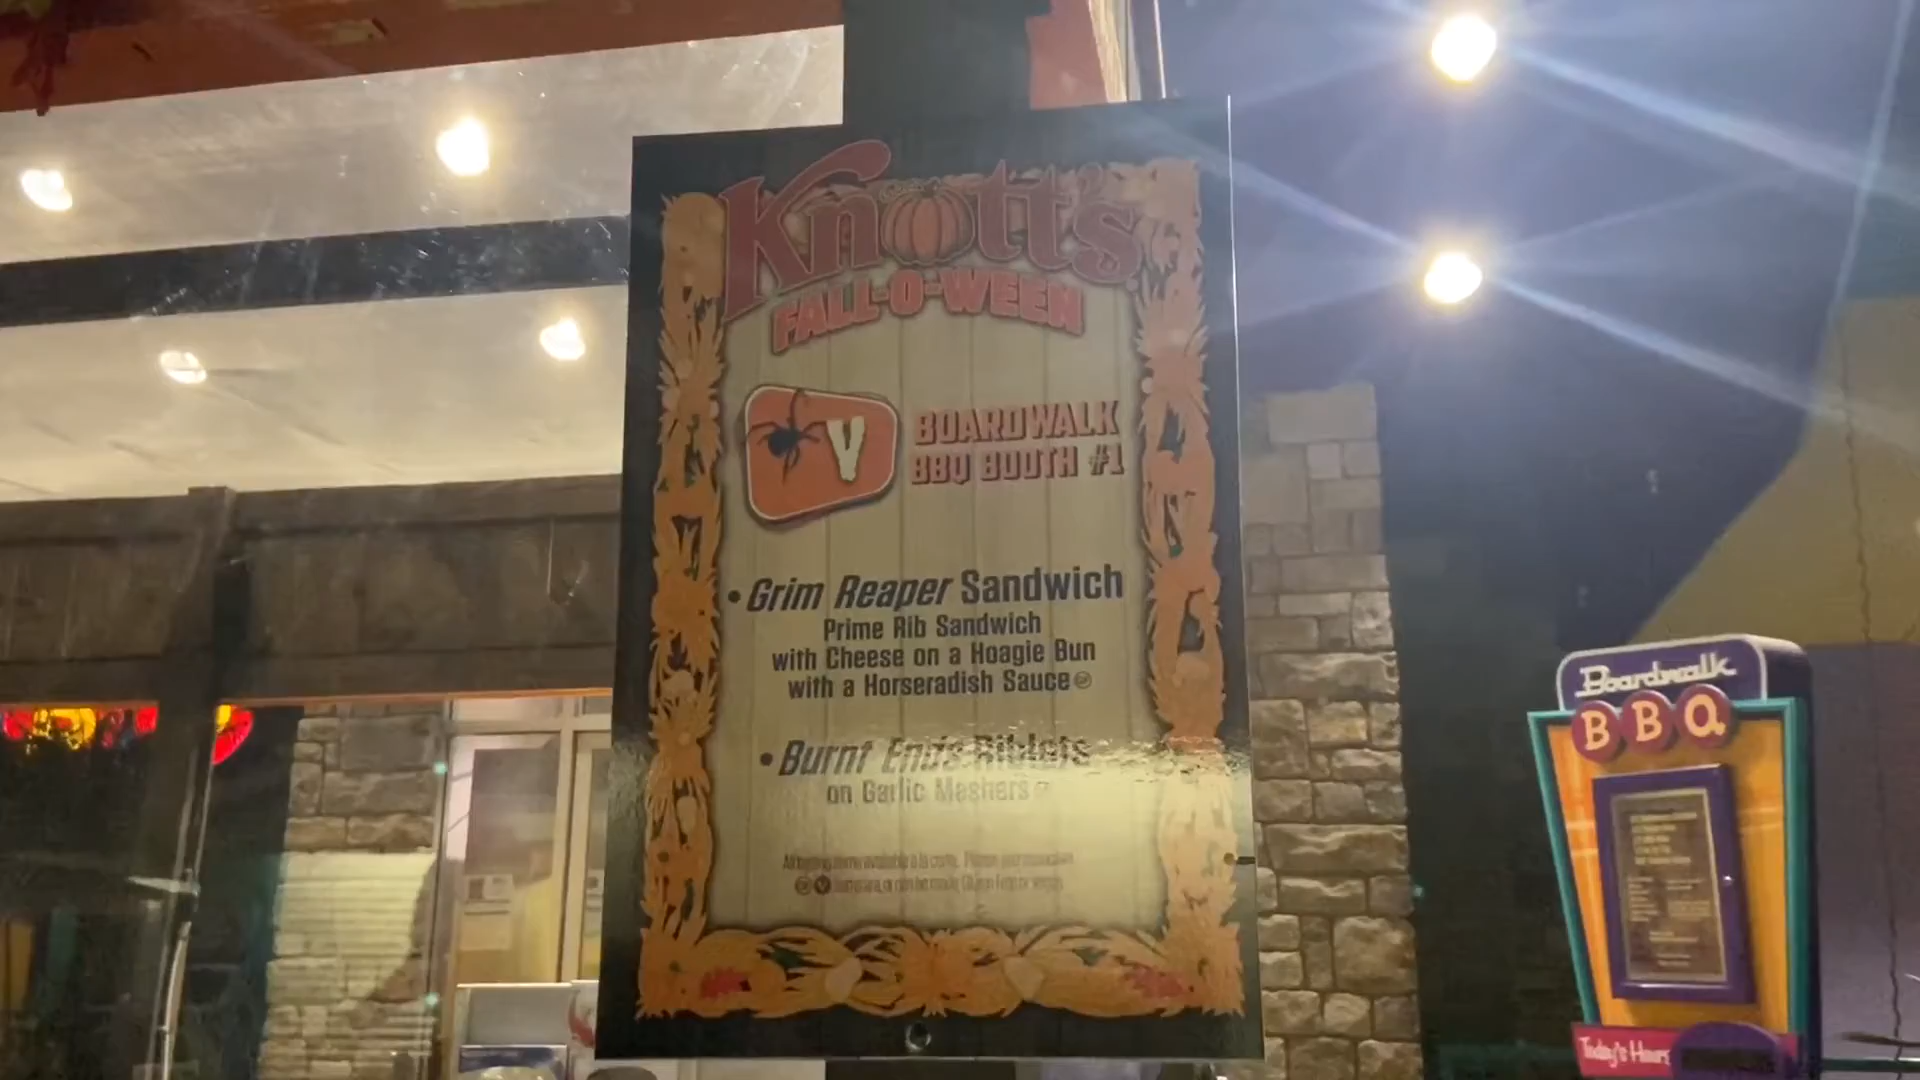 Knott's
FALL-O-WEEN
V
BOARDWALK
BBQ BOOTH #1
• Grim Reaper Sandwich
Prime Rib Sandwich
with Cheese on a Hoagie Bun
with a Horseradish Sauce
• Burnt Ends Riblets
on Garlic Mashers
Boardwalk
BBQ
Today's Hours